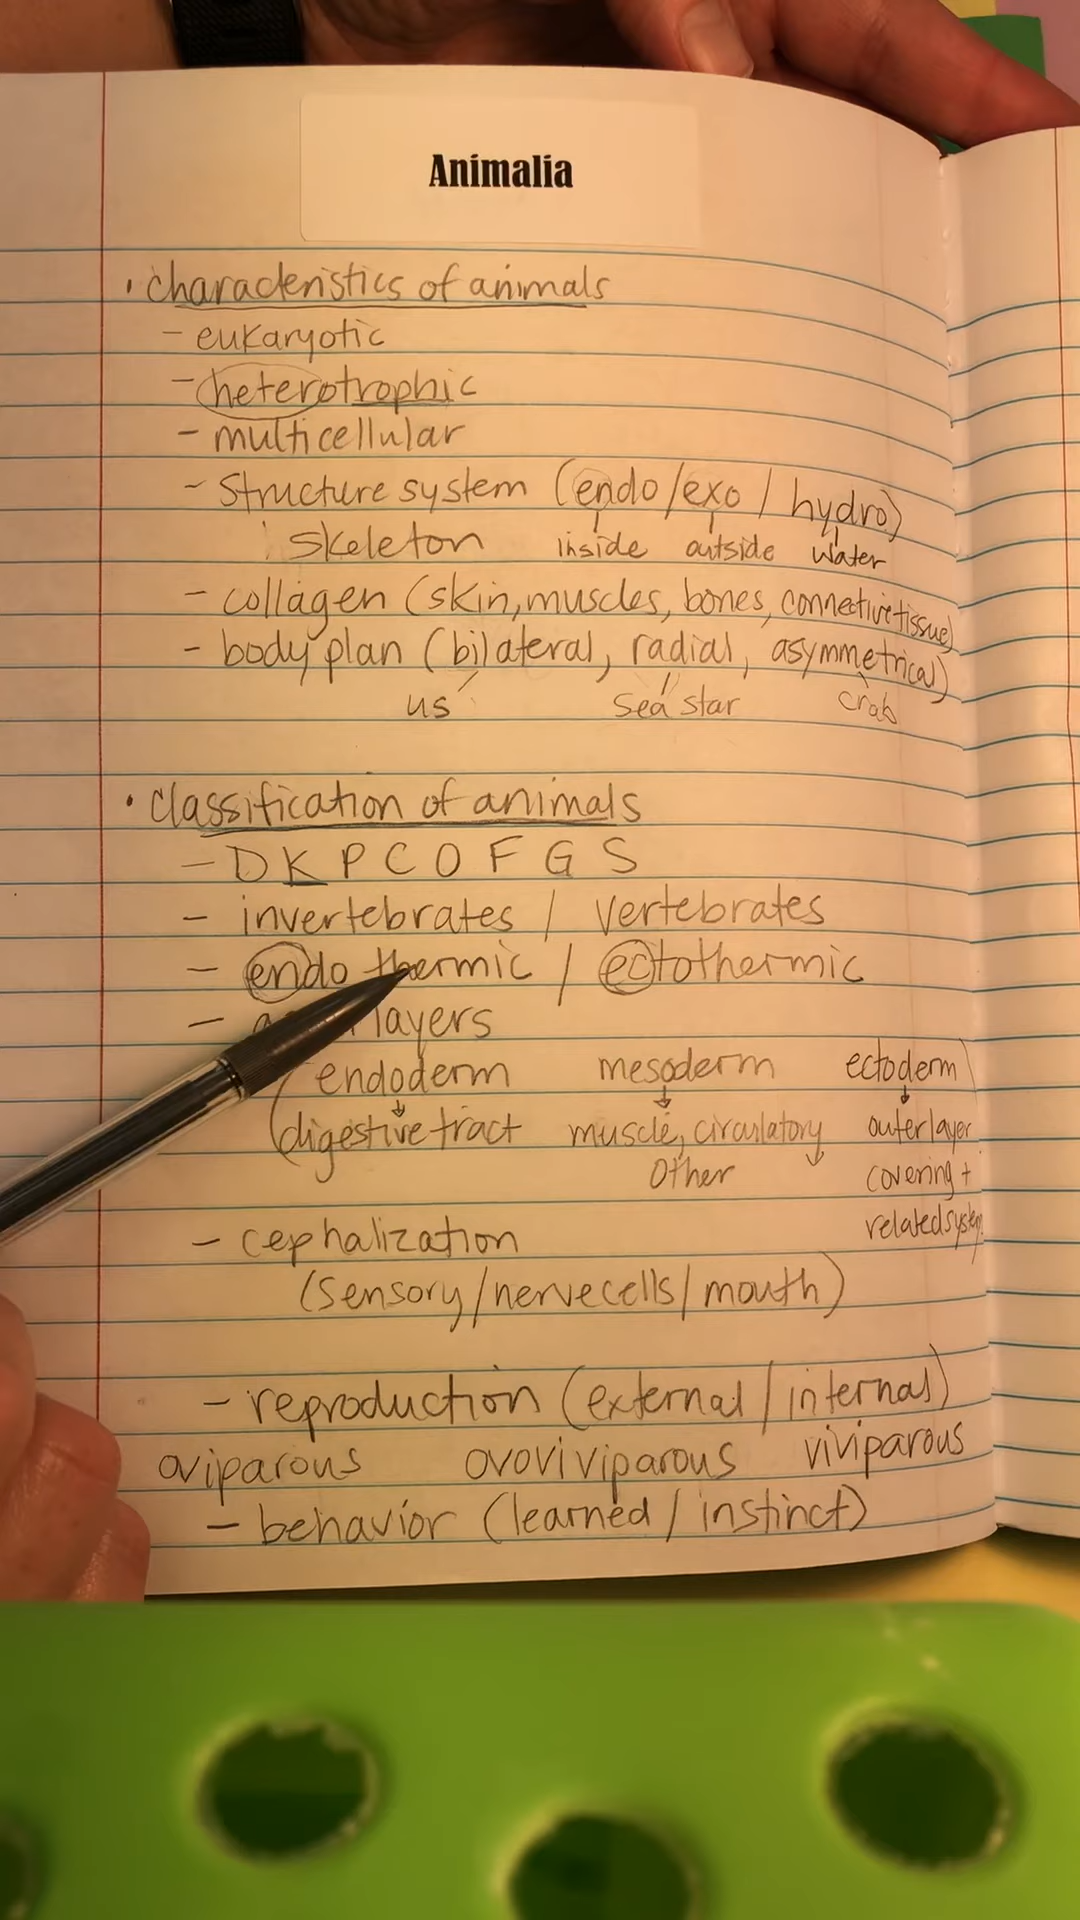 Animalia
• characteristics of animals
- eukaryotic
- heterotrophic
- multicellular
- Structure system (endo/exo / hydro)
skeleton inside outside water
- collagen (skin, muscles, bones, connective tissue)
- body plan (bilateral, radial, asymmetrical)
us sea star crab
• classification of animals
- D K P C O F G S
- invertebrates / vertebrates
- endothermic / ectothermic
- layers
endoderm mesoderm ectoderm
(digestive tract muscle, circulatory outer layer
other covering +
related system
- cephalization
(sensory/nerve cells/mouth)
- reproduction (external/internal)
oviparous ovoviviparous viviparous
- behavior (learned / instinct)